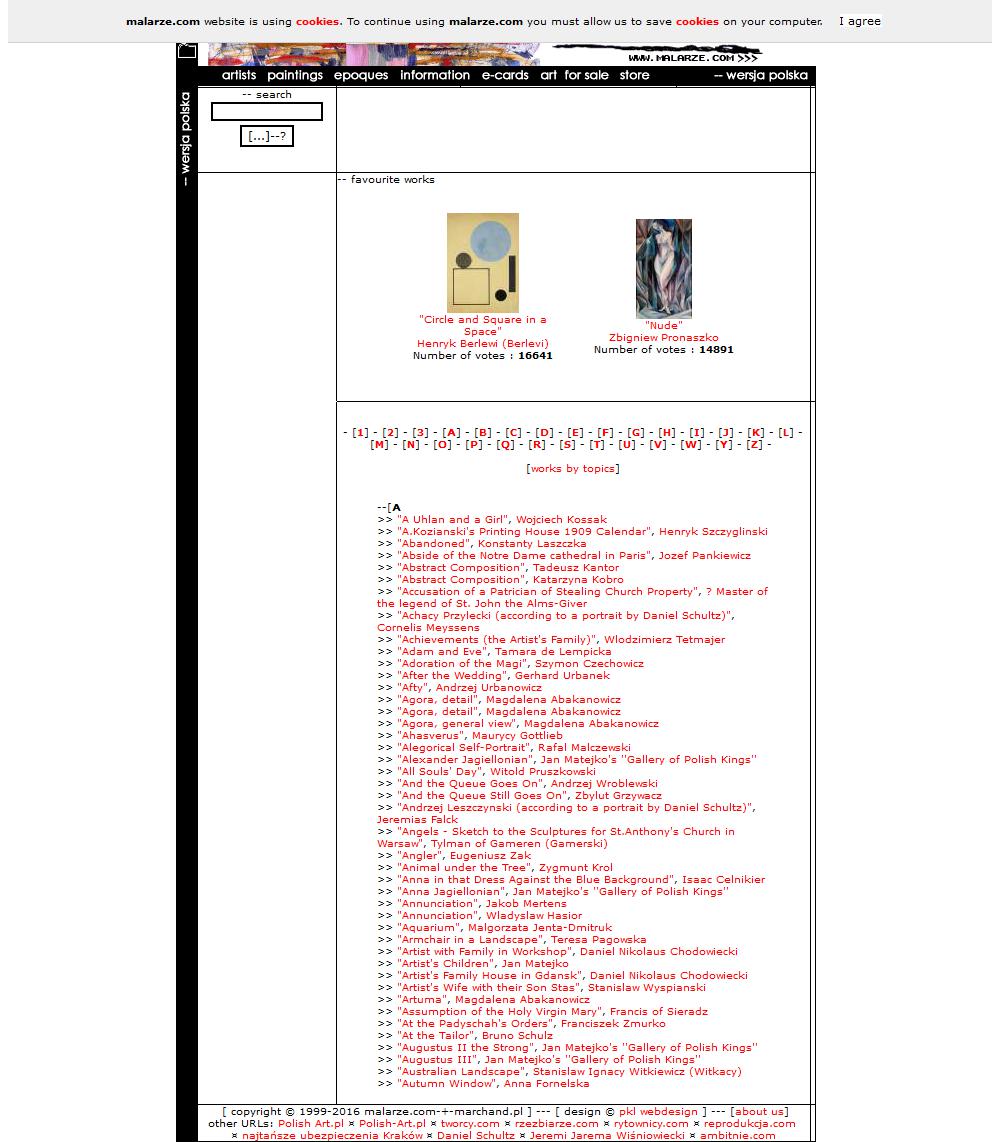 malarze.com website is using cookies. To continue using malarze.com you must allow us to save cookies on your computer. I agree
WWW.MALARZE.COM >>>
artists paintings epoques information e-cards art for sale store -- wersja polska
-- wersja polska
-- search
[...]--?
-- favourite works
"Circle and Square in a
Space"
Henryk Berlewi (Berlevi)
Number of votes : 16641
"Nude"
Zbigniew Pronaszko
Number of votes : 14891
- [1] - [2] - [3] - [A] - [B] - [C] - [D] - [E] - [F] - [G] - [H] - [I] - [J] - [K] - [L] -
[M] - [N] - [O] - [P] - [Q] - [R] - [S] - [T] - [U] - [V] - [W] - [Y] - [Z] -
[works by topics]
--[A
>> "A Uhlan and a Girl", Wojciech Kossak
>> "A.Kozianski's Printing House 1909 Calendar", Henryk Szczyglinski
>> "Abandoned", Konstanty Laszczka
>> "Abside of the Notre Dame cathedral in Paris", Jozef Pankiewicz
>> "Abstract Composition", Tadeusz Kantor
>> "Abstract Composition", Katarzyna Kobro
>> "Accusation of a Patrician of Stealing Church Property", ? Master of
the legend of St. John the Alms-Giver
>> "Achacy Przylecki (according to a portrait by Daniel Schultz)",
Cornelis Meyssens
>> "Achievements (the Artist's Family)", Wlodzimierz Tetmajer
>> "Adam and Eve", Tamara de Lempicka
>> "Adoration of the Magi", Szymon Czechowicz
>> "After the Wedding", Gerhard Urbanek
>> "Afty", Andrzej Urbanowicz
>> "Agora, detail", Magdalena Abakanowicz
>> "Agora, detail", Magdalena Abakanowicz
>> "Agora, general view", Magdalena Abakanowicz
>> "Ahasverus", Maurycy Gottlieb
>> "Alegorical Self-Portrait", Rafal Malczewski
>> "Alexander Jagiellonian", Jan Matejko's ''Gallery of Polish Kings''
>> "All Souls' Day", Witold Pruszkowski
>> "And the Queue Goes On", Andrzej Wroblewski
>> "And the Queue Still Goes On", Zbylut Grzywacz
>> "Andrzej Leszczynski (according to a portrait by Daniel Schultz)",
Jeremias Falck
>> "Angels - Sketch to the Sculptures for St.Anthony's Church in
Warsaw", Tylman of Gameren (Gamerski)
>> "Angler", Eugeniusz Zak
>> "Animal under the Tree", Zygmunt Krol
>> "Anna in that Dress Against the Blue Background", Isaac Celnikier
>> "Anna Jagiellonian", Jan Matejko's ''Gallery of Polish Kings''
>> "Annunciation", Jakob Mertens
>> "Annunciation", Wladyslaw Hasior
>> "Aquarium", Malgorzata Jenta-Dmitruk
>> "Armchair in a Landscape", Teresa Pagowska
>> "Artist with Family in Workshop", Daniel Nikolaus Chodowiecki
>> "Artist's Children", Jan Matejko
>> "Artist's Family House in Gdansk", Daniel Nikolaus Chodowiecki
>> "Artist's Wife with their Son Stas", Stanislaw Wyspianski
>> "Artuma", Magdalena Abakanowicz
>> "Assumption of the Holy Virgin Mary", Francis of Sieradz
>> "At the Padyschah's Orders", Franciszek Zmurko
>> "At the Tailor", Bruno Schulz
>> "Augustus II the Strong", Jan Matejko's ''Gallery of Polish Kings''
>> "Augustus III", Jan Matejko's ''Gallery of Polish Kings''
>> "Australian Landscape", Stanislaw Ignacy Witkiewicz (Witkacy)
>> "Autumn Window", Anna Fornelska
[ copyright © 1999-2016 malarze.com-+-marchand.pl ] --- [ design © pkl webdesign ] --- [about us]
other URLs: Polish Art.pl ¤ Polish-Art.pl ¤ tworcy.com ¤ rzezbiarze.com ¤ rytownicy.com ¤ reprodukcja.com
¤ najtańsze ubezpieczenia Kraków ¤ Daniel Schultz ¤ Jeremi Jarema Wiśniowiecki ¤ ambitnie.com